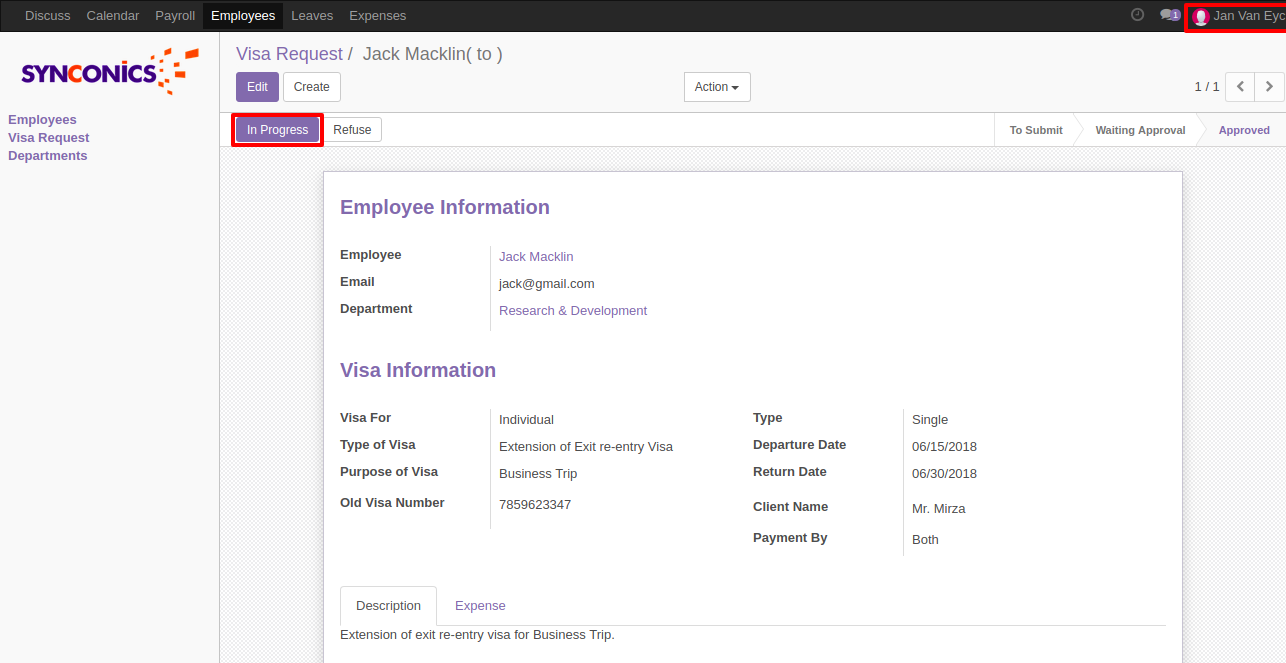 Discuss Calendar Payroll Employees Leaves Expenses 1 Jan Van Eyc
SYNCONICS
Employees
Visa Request
Departments
Visa Request / Jack Macklin( to )
Edit Create Action 1 / 1
In Progress Refuse To Submit Waiting Approval Approved
Employee Information
Employee Jack Macklin
Email jack@gmail.com
Department Research & Development
Visa Information
Visa For Individual Type Single
Type of Visa Extension of Exit re-entry Visa Departure Date 06/15/2018
Purpose of Visa Business Trip Return Date 06/30/2018
Old Visa Number 7859623347 Client Name Mr. Mirza
Payment By Both
Description Expense
Extension of exit re-entry visa for Business Trip.